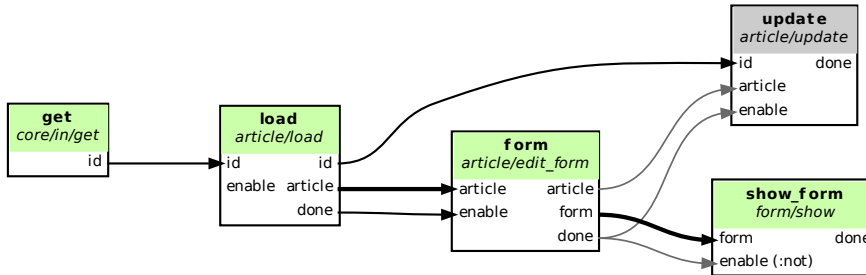 get
core/in/get
id
load
article/load
id id
enable article
done
form
article/edit_form
article article
enable form
done
update
article/update
id done
article
enable
show_form
form/show
form done
enable (:not)